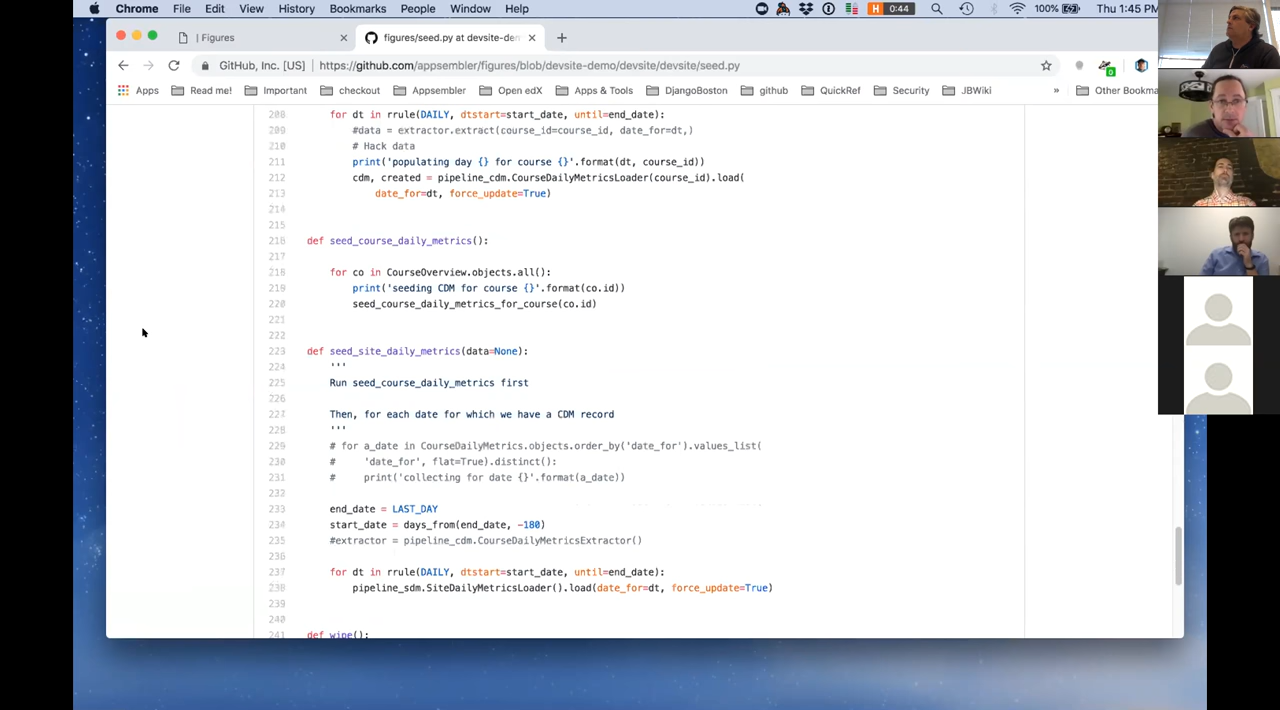 Chrome File Edit View History Bookmarks People Window Help H 0:44 100% Thu 1:45 PM
| Figures × figures/seed.py at devsite-de × +
GitHub, Inc. [US] | https://github.com/appsembler/figures/blob/devsite-demo/devsite/devsite/seed.py
Apps Read me! Important checkout Appsembler Open edX Apps & Tools DjangoBoston github QuickRef Security JBWiki » Other Bookma
208 for dt in rrule(DAILY, dtstart=start_date, until=end_date):
209 #data = extractor.extract(course_id=course_id, date_for=dt,)
210 # Hack data
211 print('populating day {} for course {}'.format(dt, course_id))
212 cdm, created = pipeline_cdm.CourseDailyMetricsLoader(course_id).load(
213 date_for=dt, force_update=True)
214
215
216 def seed_course_daily_metrics():
217
218 for co in CourseOverview.objects.all():
219 print('seeding CDM for course {}'.format(co.id))
220 seed_course_daily_metrics_for_course(co.id)
221
222
223 def seed_site_daily_metrics(data=None):
224 '''
225 Run seed_course_daily_metrics first
226
227 Then, for each date for which we have a CDM record
228 '''
229 # for a_date in CourseDailyMetrics.objects.order_by('date_for').values_list(
230 # 'date_for', flat=True).distinct():
231 # print('collecting for date {}'.format(a_date))
232
233 end_date = LAST_DAY
234 start_date = days_from(end_date, -180)
235 #extractor = pipeline_cdm.CourseDailyMetricsExtractor()
236
237 for dt in rrule(DAILY, dtstart=start_date, until=end_date):
238 pipeline_sdm.SiteDailyMetricsLoader().load(date_for=dt, force_update=True)
239
240
241 def wipe():